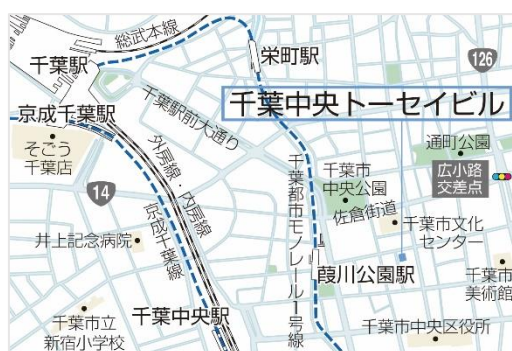 総武本線
千葉駅
栄町駅
126
千葉中央トーセイビル
京成千葉駅
千葉駅前大通り
そごう
千葉店
通町公園
広小路
交差点
14
外房線・内房線
千葉都市モノレール1号線
千葉市
中央公園
佐倉街道
千葉市文化
センター
井上記念病院
京成千葉線
葭川公園駅
千葉市
美術館
千葉中央駅
千葉市立
新宿小学校
千葉市中央区役所